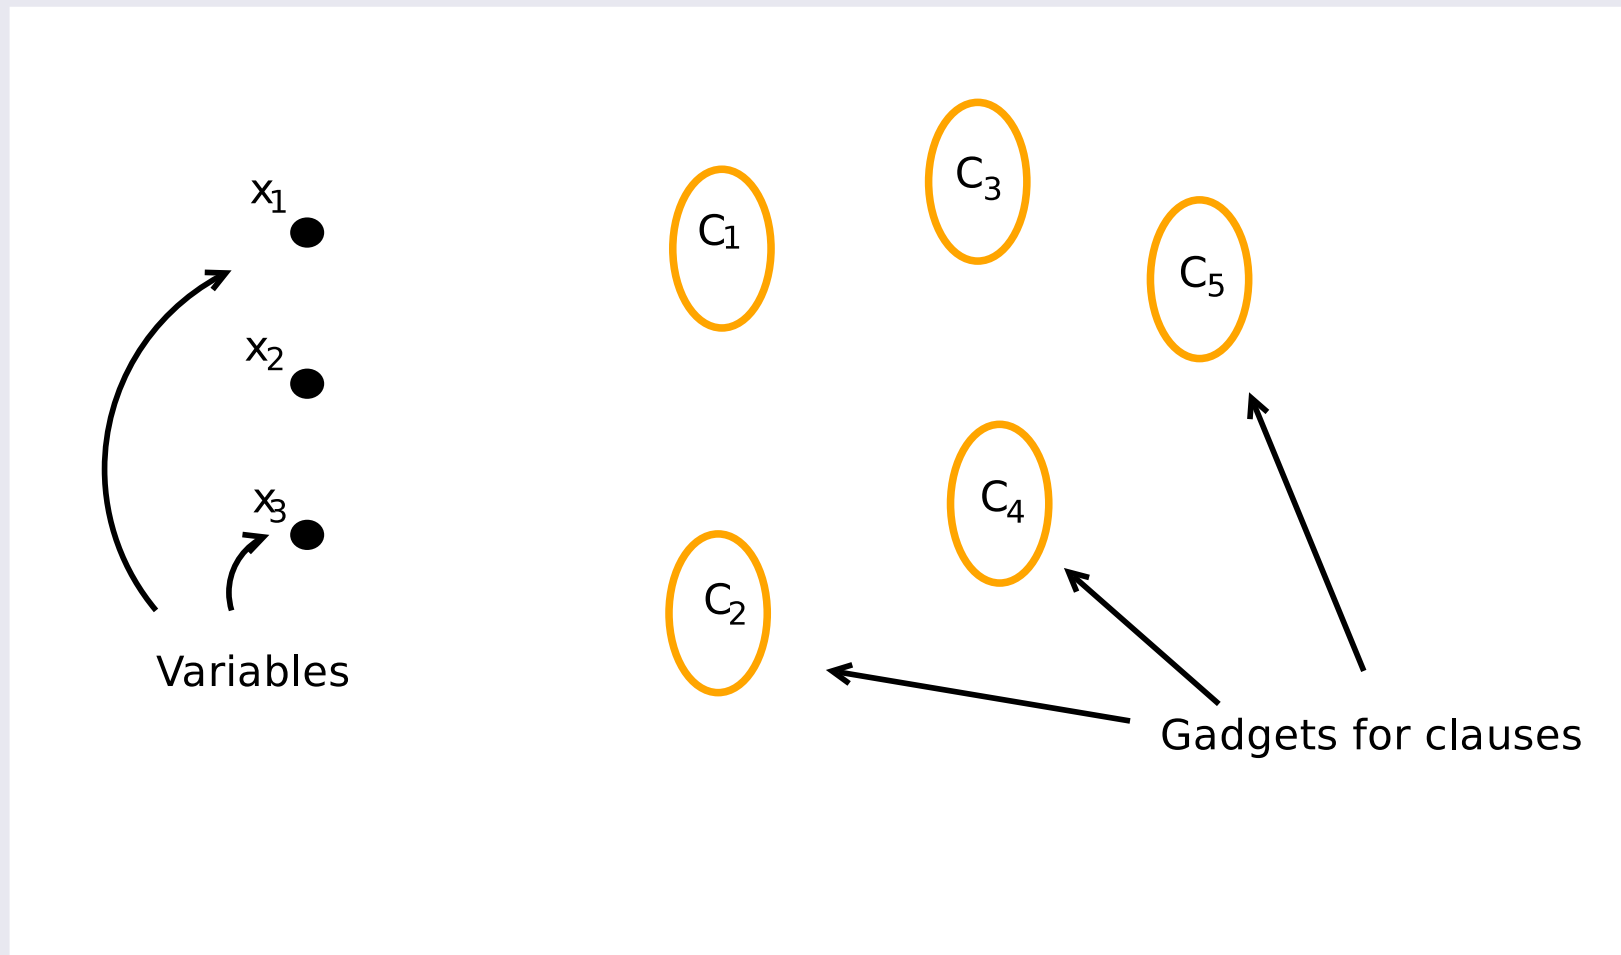 x₁
x₂
x₃
Variables
C₁
C₂
C₃
C₄
C₅
Gadgets for clauses